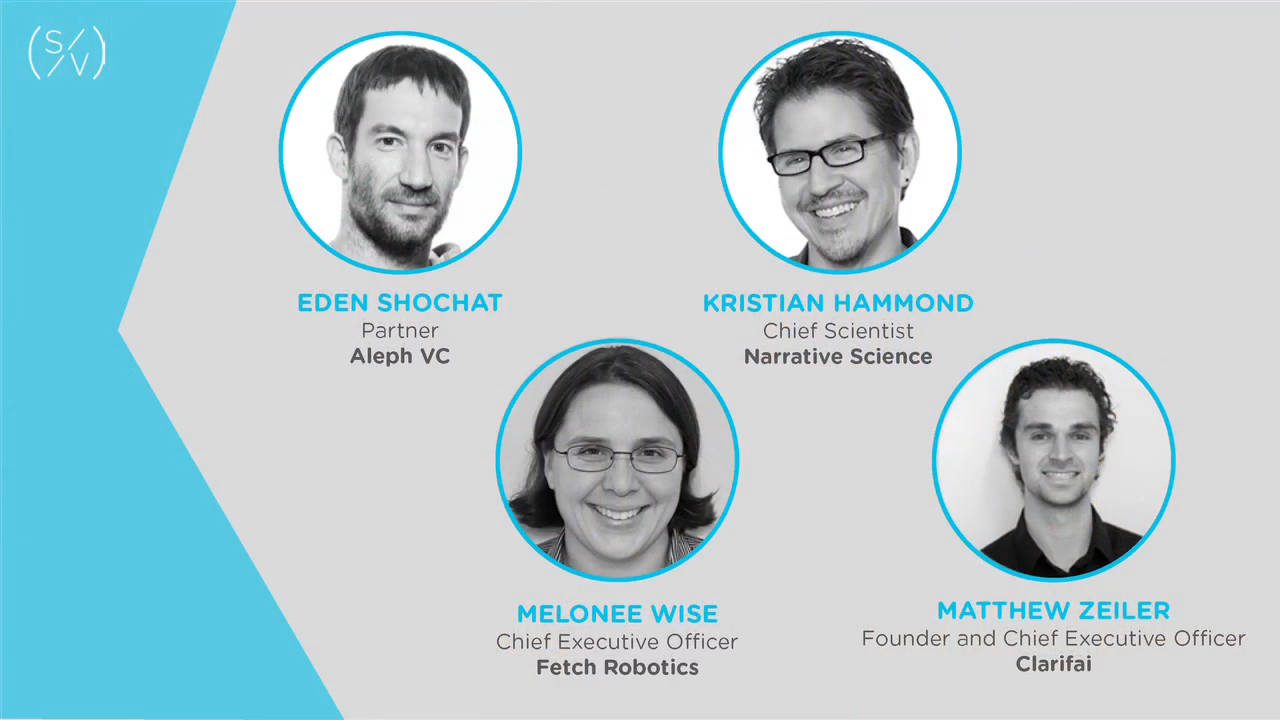 (S/
/V)
EDEN SHOCHAT
Partner
Aleph VC
KRISTIAN HAMMOND
Chief Scientist
Narrative Science
MELONEE WISE
Chief Executive Officer
Fetch Robotics
MATTHEW ZEILER
Founder and Chief Executive Officer
Clarifai